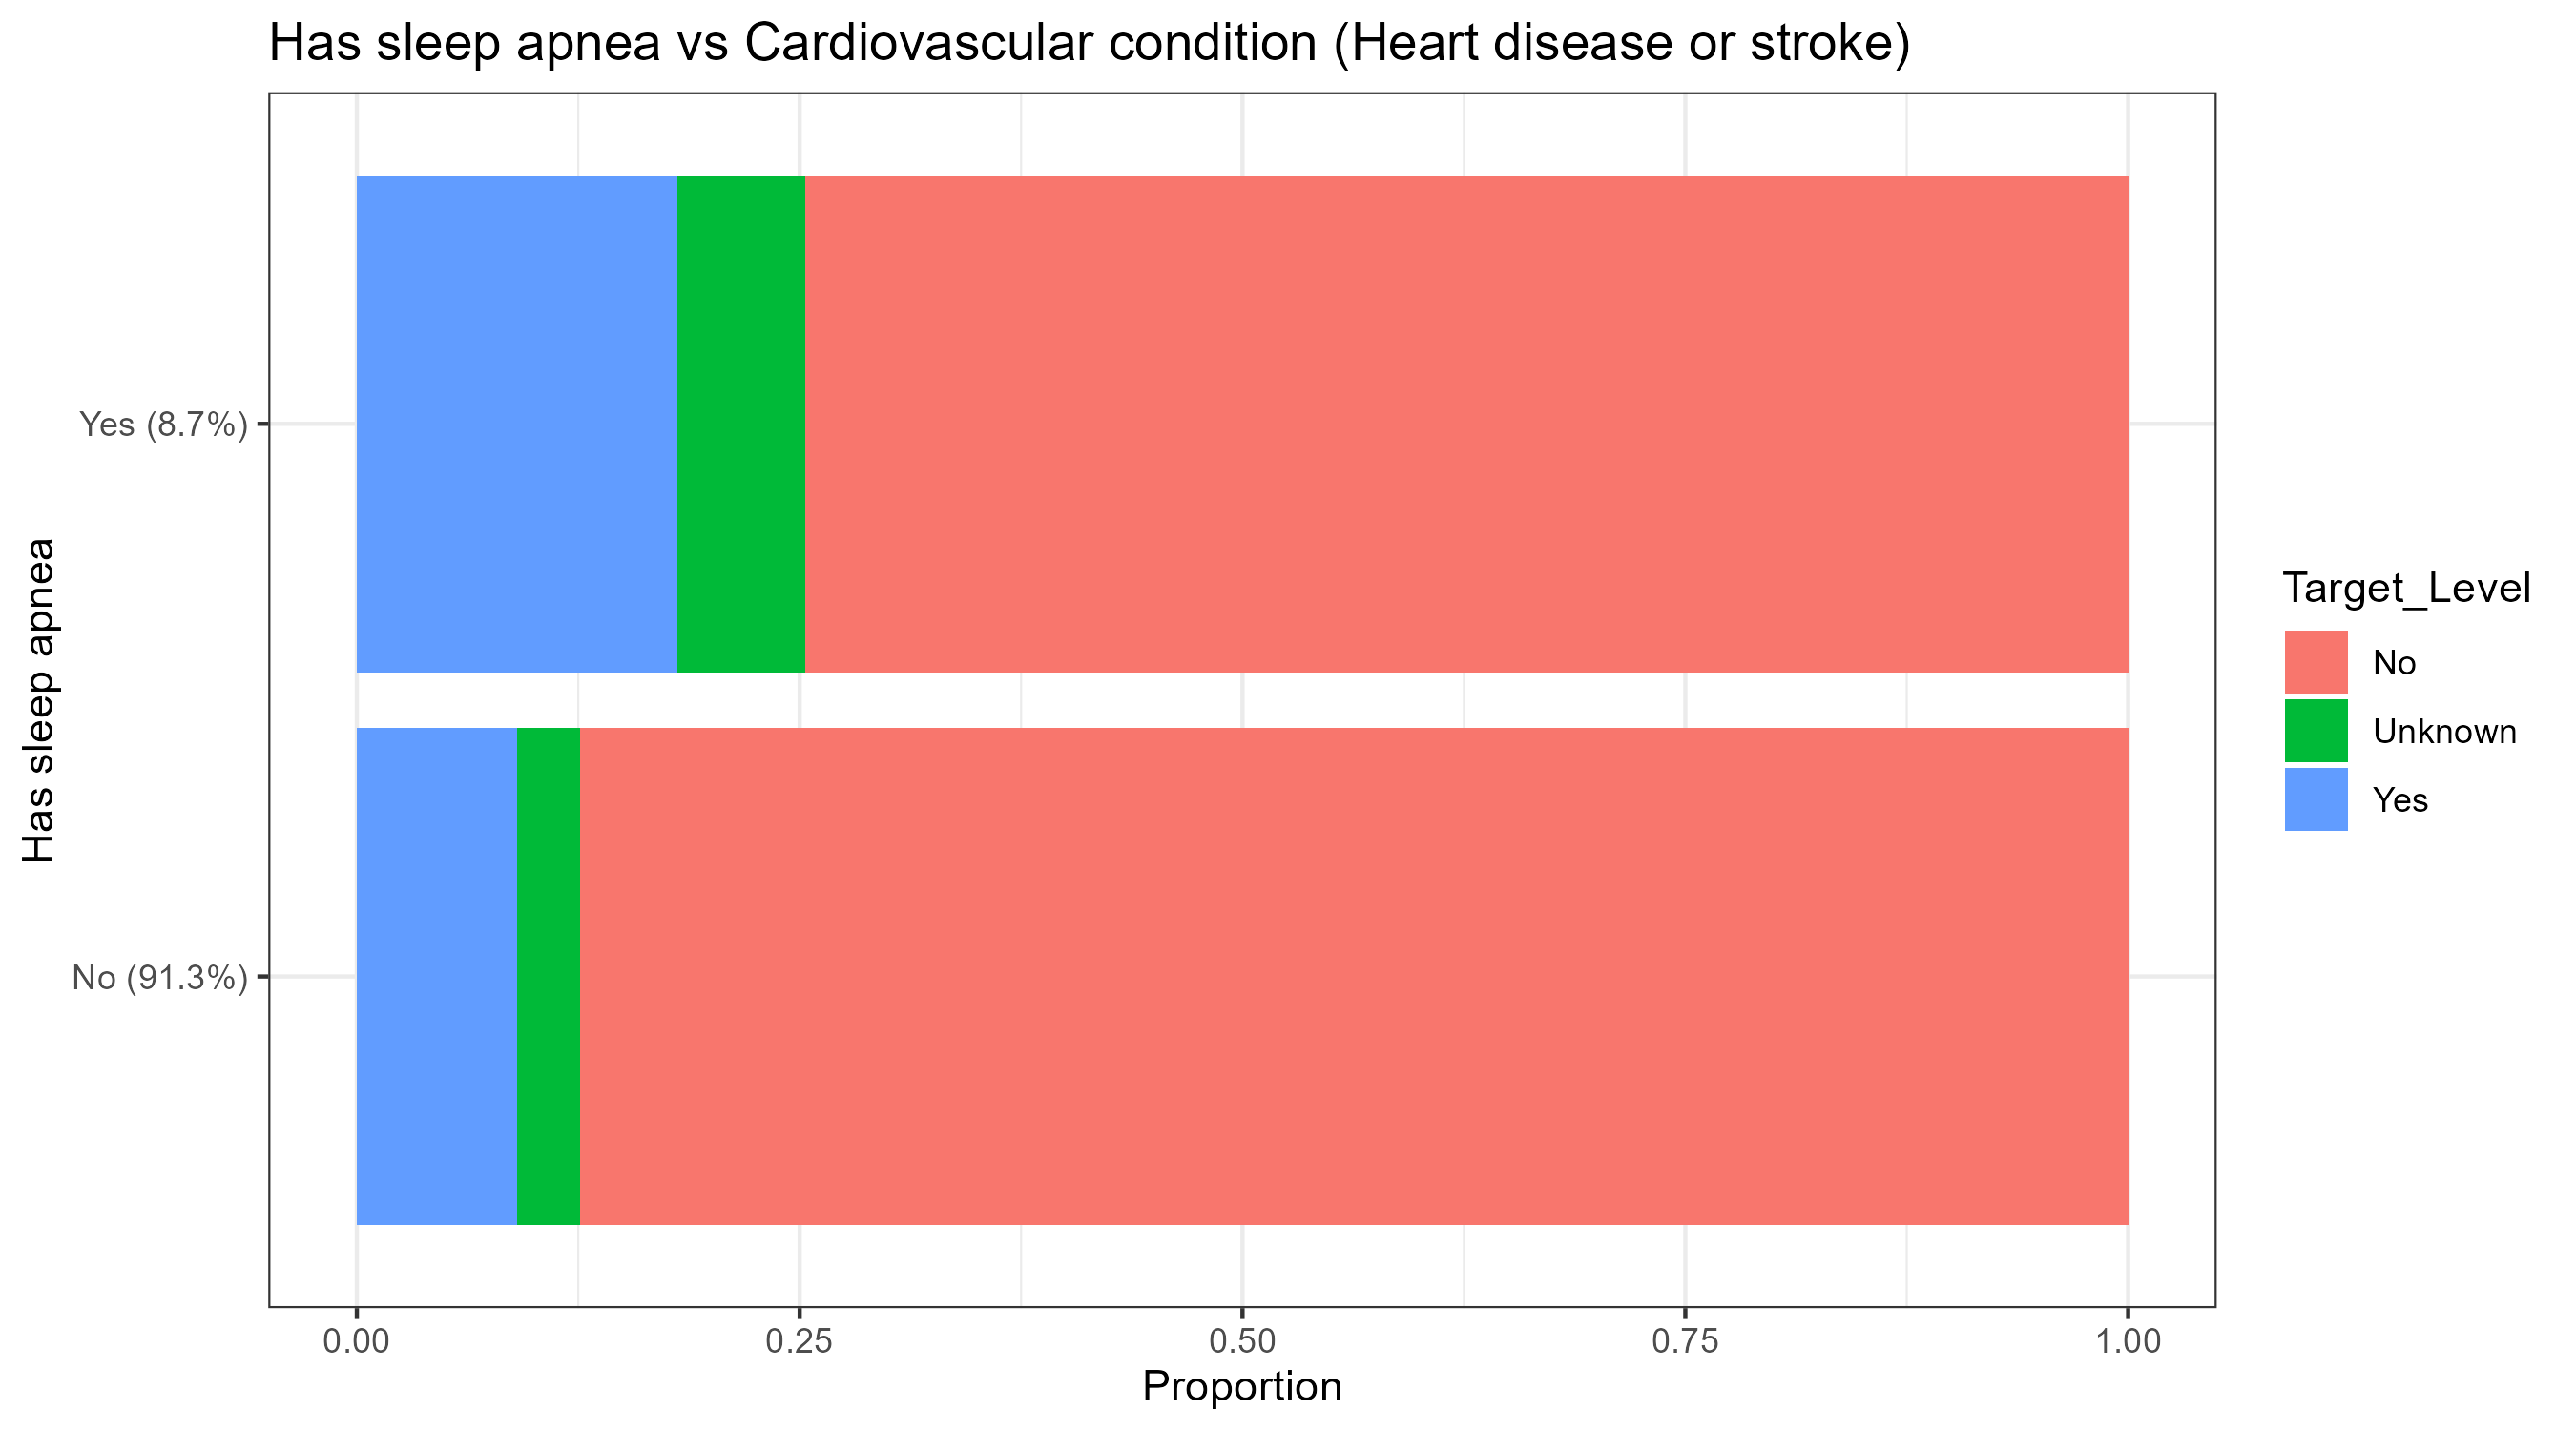 Has sleep apnea vs Cardiovascular condition (Heart disease or stroke)
Has sleep apnea
Yes (8.7%)
No (91.3%)
0.00
0.25
0.50
0.75
1.00
Proportion
Target_Level
No
Unknown
Yes